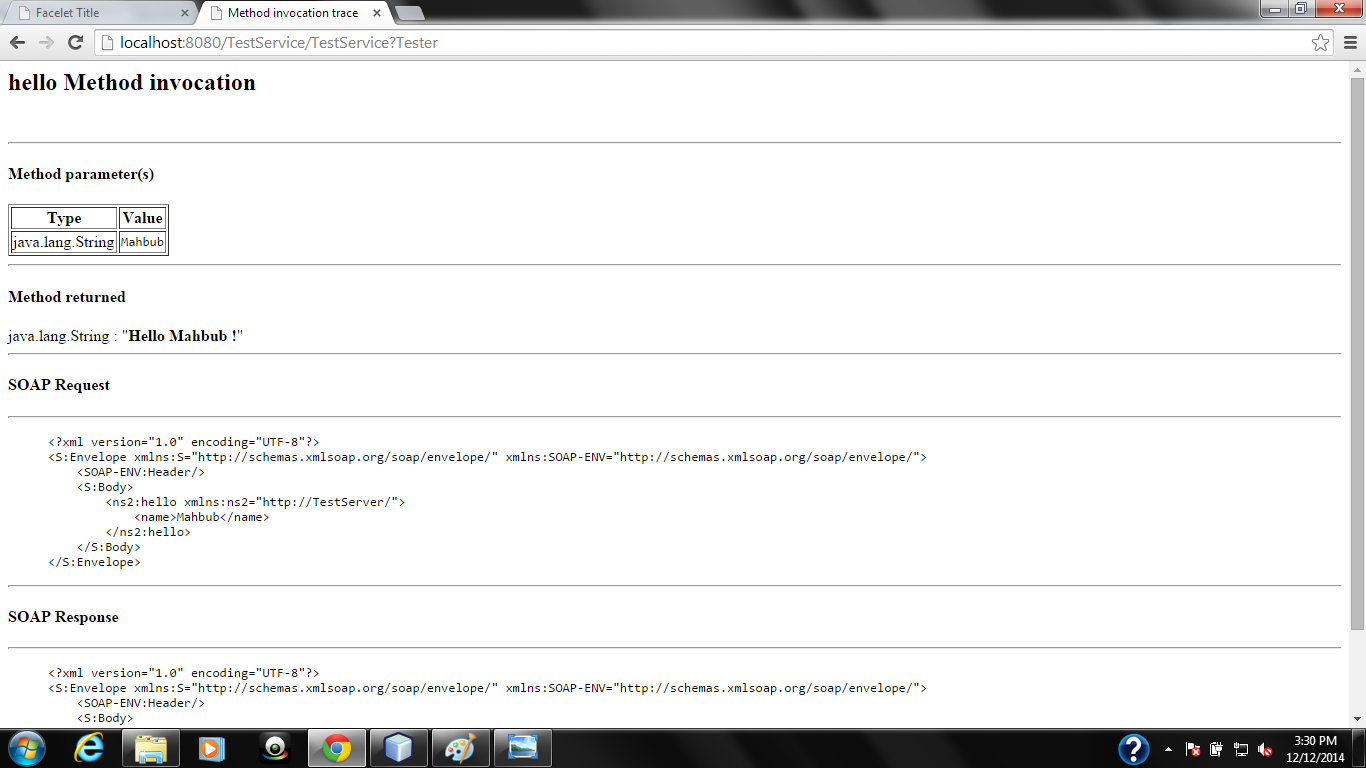 Facelet Title
Method invocation trace
localhost:8080/TestService/TestService?Tester
hello Method invocation
Method parameter(s)
Type Value
java.lang.String Mahbub
Method returned
java.lang.String : "Hello Mahbub !"
SOAP Request
<?xml version="1.0" encoding="UTF-8"?>
<S:Envelope xmlns:S="http://schemas.xmlsoap.org/soap/envelope/" xmlns:SOAP-ENV="http://schemas.xmlsoap.org/soap/envelope/">
<SOAP-ENV:Header/>
<S:Body>
<ns2:hello xmlns:ns2="http://TestServer/">
<name>Mahbub</name>
</ns2:hello>
</S:Body>
</S:Envelope>
SOAP Response
<?xml version="1.0" encoding="UTF-8"?>
<S:Envelope xmlns:S="http://schemas.xmlsoap.org/soap/envelope/" xmlns:SOAP-ENV="http://schemas.xmlsoap.org/soap/envelope/">
<SOAP-ENV:Header/>
<S:Body>
3:30 PM
12/12/2014